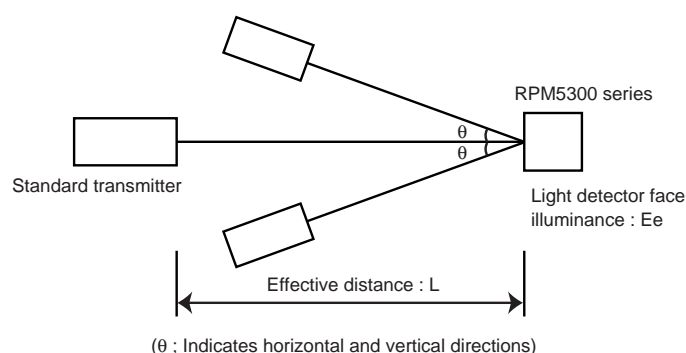 RPM5300 series
θ
θ
Standard transmitter
Light detector face
illuminance : Ee
Effective distance : L
(θ ; Indicates horizontal and vertical directions)